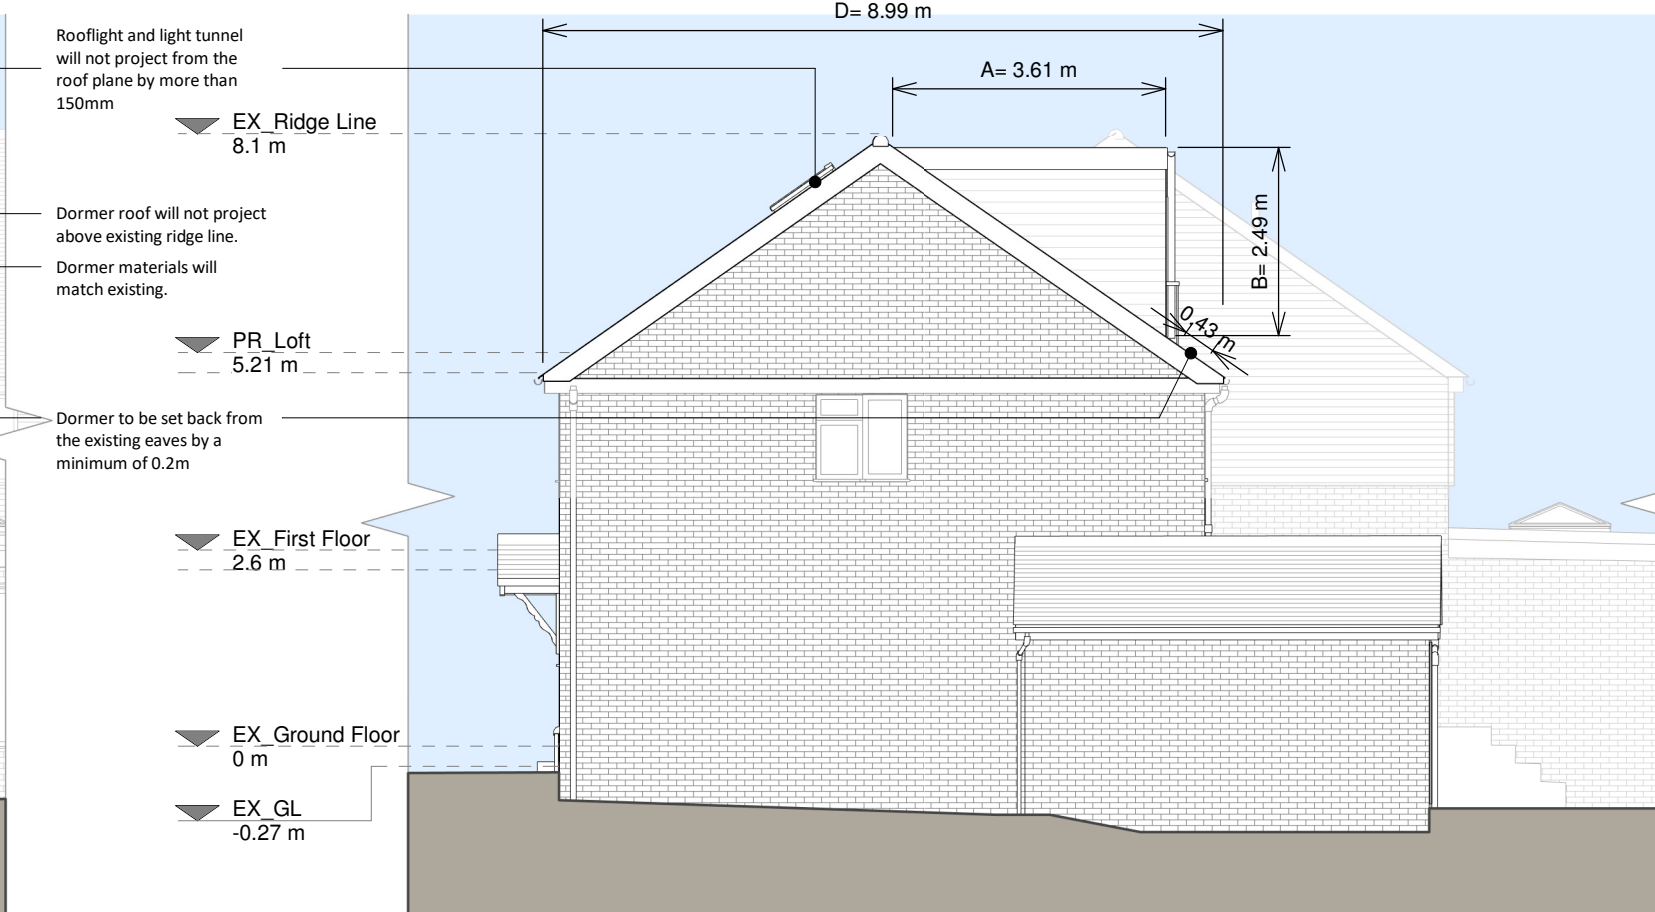 D= 8.99 m
Rooflight and light tunnel
will not project from the
roof plane by more than
150mm
A= 3.61 m
EX_Ridge Line
8.1 m
Dormer roof will not project
above existing ridge line.
B= 2.49 m
Dormer materials will
match existing.
0.43 m
PR_Loft
5.21 m
Dormer to be set back from
the existing eaves by a
minimum of 0.2m
EX_First Floor
2.6 m
EX_Ground Floor
0 m
EX_GL
-0.27 m